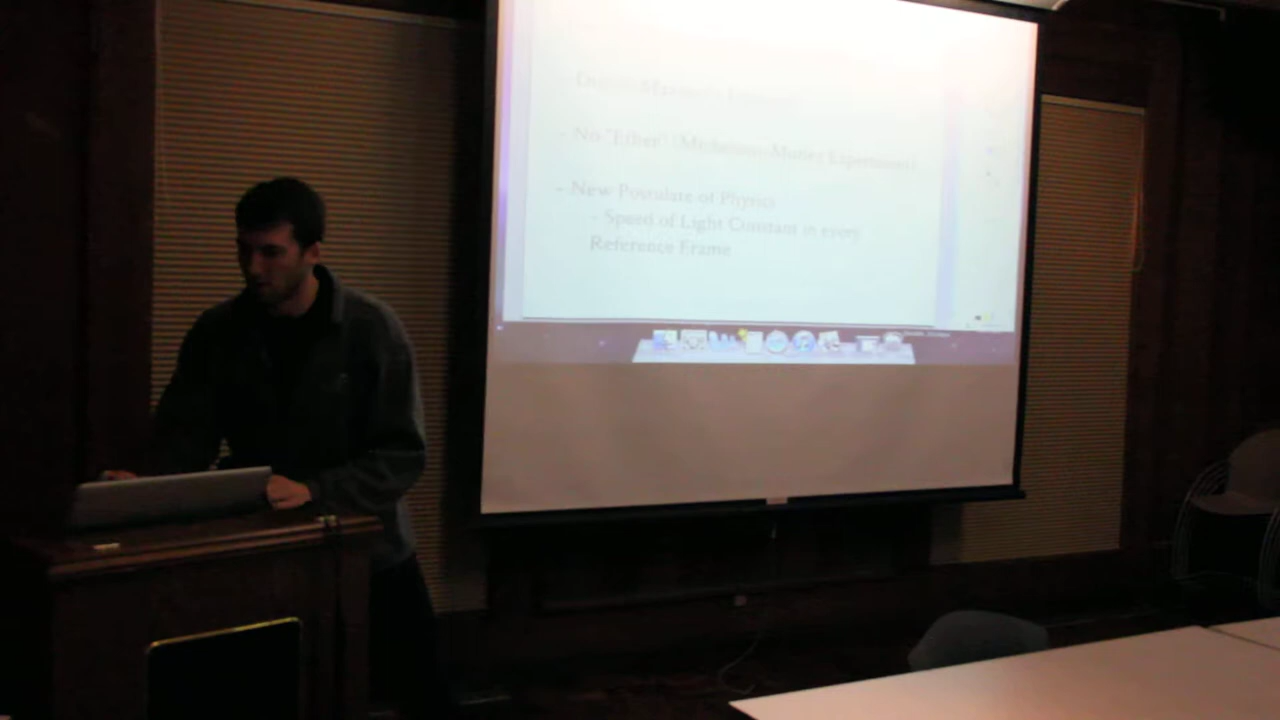 - No "Ether" (Michelson-Morley Experiment)
- New Postulate of Physics
- Speed of Light Constant in every
Reference Frame